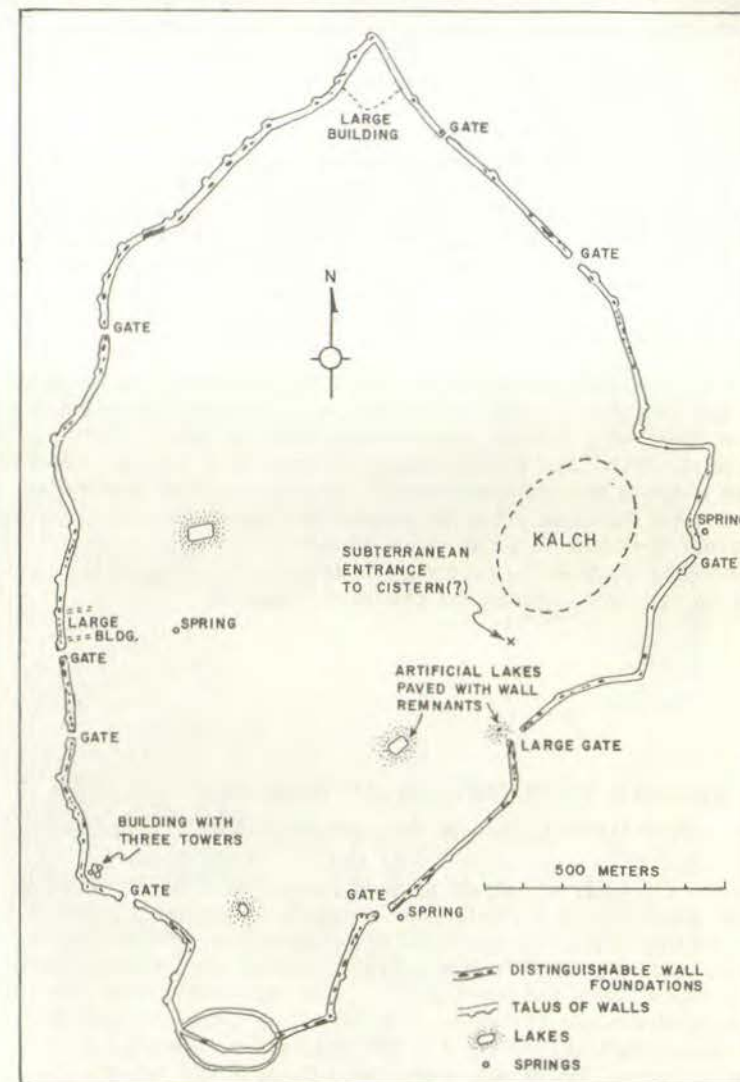 LARGE
BUILDING
GATE
GATE
N
GATE
KALCH
SPRING
SUBTERRANEAN
ENTRANCE
TO CISTERN(?)
GATE
LARGE
BLDG.
SPRING
GATE
ARTIFICIAL LAKES
PAVED WITH WALL
REMNANTS
GATE
LARGE GATE
BUILDING WITH
THREE TOWERS
500 METERS
GATE
GATE
SPRING
DISTINGUISHABLE WALL
FOUNDATIONS
TALUS OF WALLS
LAKES
SPRINGS